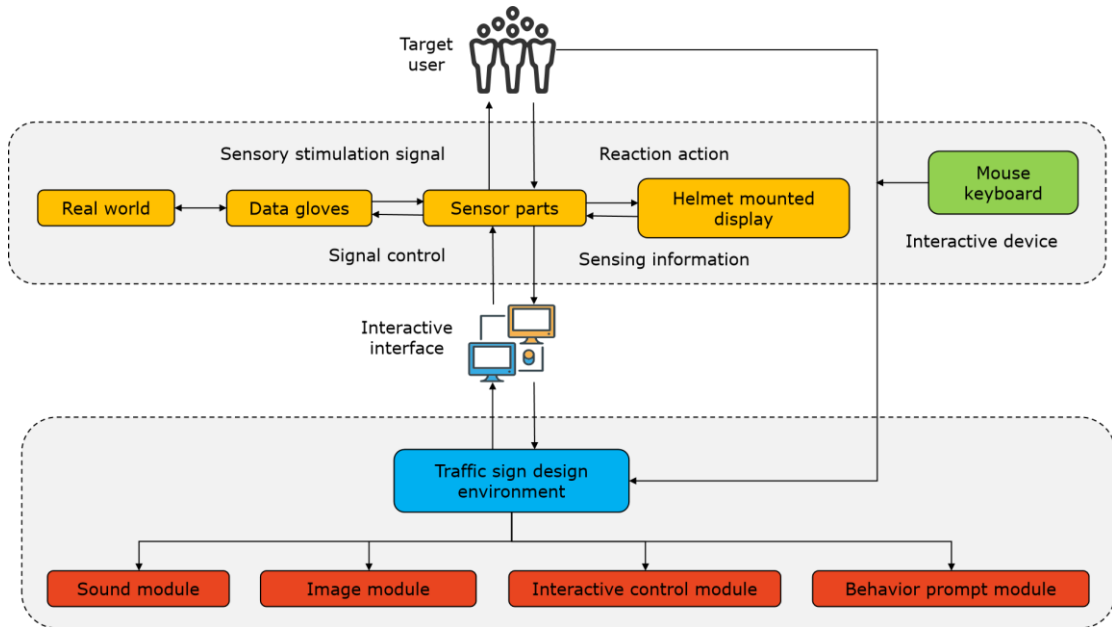 Target
user
Sensory stimulation signal
Reaction action
Mouse
keyboard
Real world
Data gloves
Sensor parts
Helmet mounted
display
Interactive device
Signal control
Sensing information
Interactive
interface
Traffic sign design
environment
Sound module
Image module
Interactive control module
Behavior prompt module